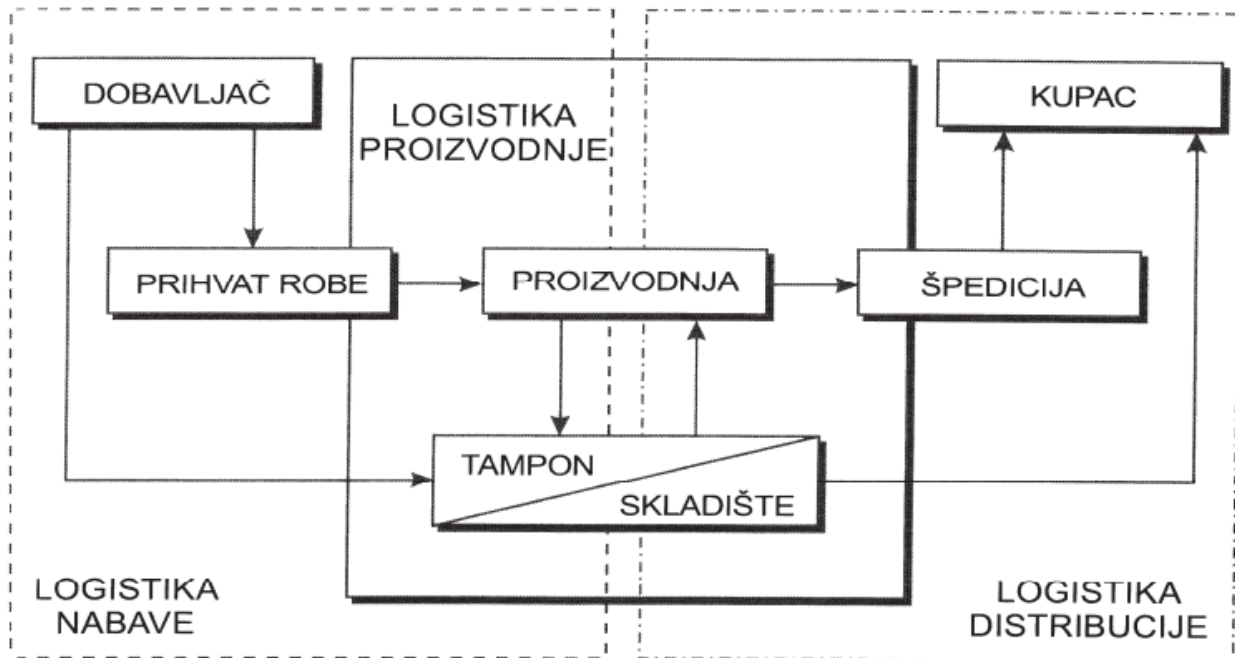 DOBAVLJAČ
KUPAC
LOGISTIKA
PROIZVODNJE
PRIHVAT ROBE
PROIZVODNJA
ŠPEDICIJA
TAMPON
SKLADIŠTE
LOGISTIKA
NABAVE
LOGISTIKA
DISTRIBUCIJE